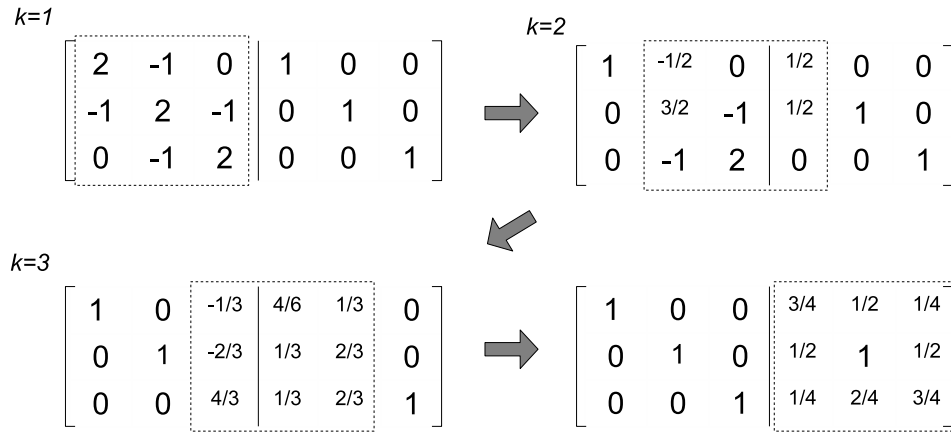 k=1
2 -1 0 1 0 0
-1 2 -1 0 1 0
0 -1 2 0 0 1
k=2
1 -1/2 0 1/2 0 0
0 3/2 -1 1/2 1 0
0 -1 2 0 0 1
k=3
1 0 -1/3 4/6 1/3 0
0 1 -2/3 1/3 2/3 0
0 0 4/3 1/3 2/3 1
1 0 0 3/4 1/2 1/4
0 1 0 1/2 1 1/2
0 0 1 1/4 2/4 3/4